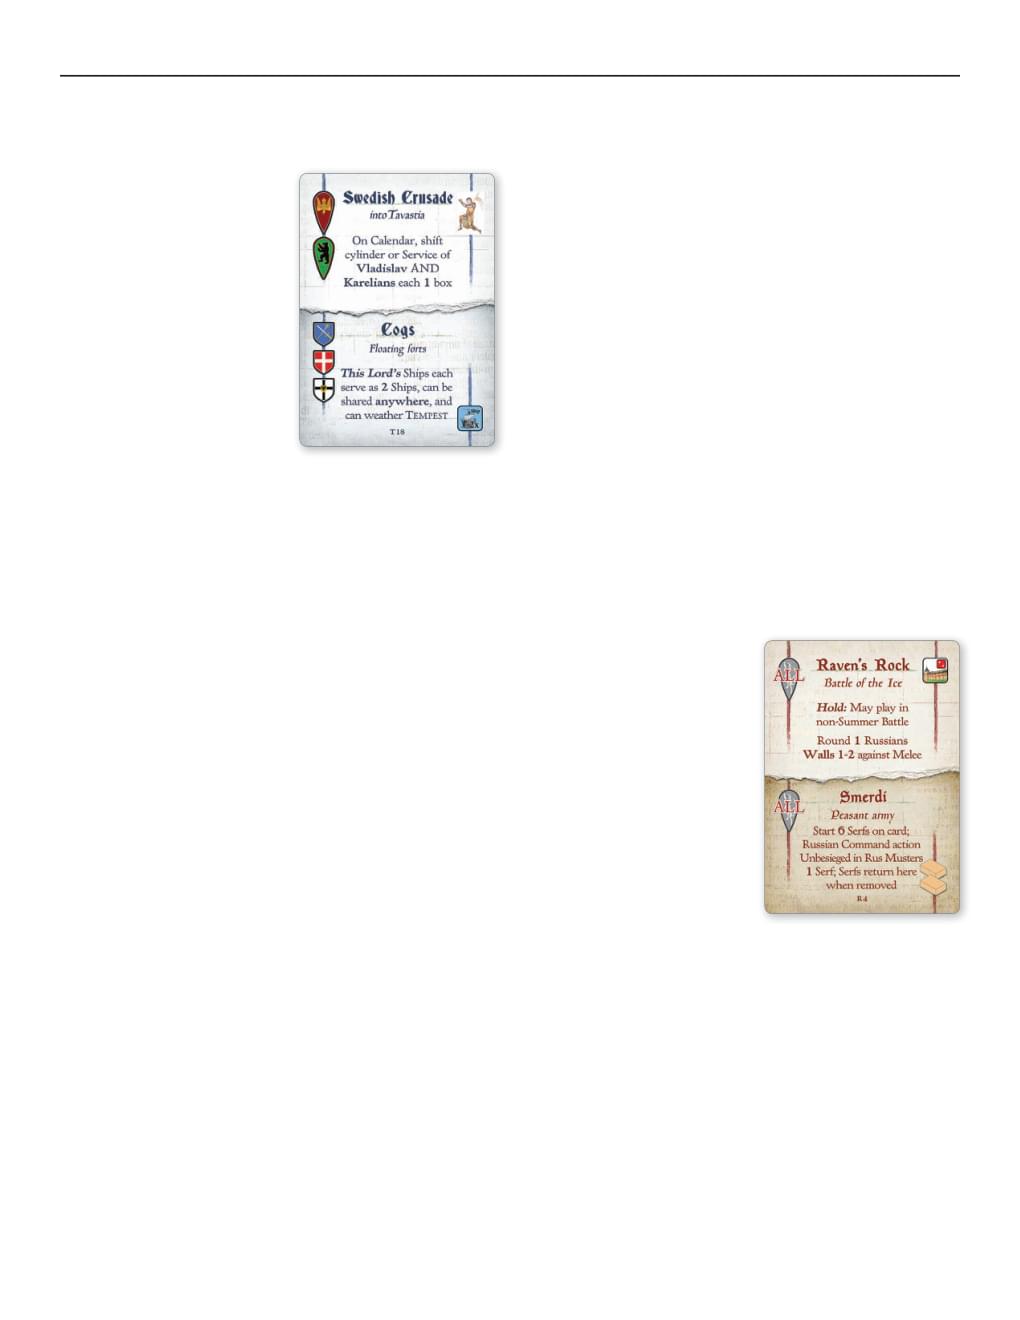 Swedish Crusade
into Tavastia
On Calendar, shift
cylinder or Service of
Vladislav AND
Karelians each 1 box
Cogs
Floating forts
This Lord's Ships each
serve as 2 Ships, can be
shared anywhere, and
can weather TEMPEST
T18
ALL
Raven's Rock
Battle of the Ice
Hold: May play in
non-Summer Battle
Round 1 Russians
Walls 1-2 against Melee
ALL
Smerdi
Peasant army
Start 6 Serfs on card;
Russian Command action
Unbesieged in Rus Musters
1 Serf; Serfs return here
when removed
R4